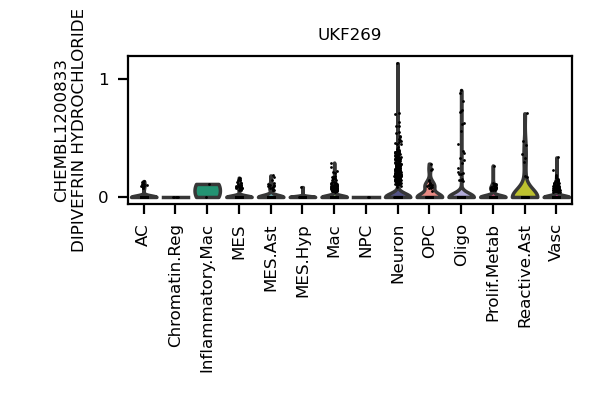 UKF269
CHEMBL1200833
DIPIVEFRIN HYDROCHLORIDE
1
0
AC
Chromatin.Reg
Inflammatory.Mac
MES
MES.Ast
MES.Hyp
Mac
NPC
Neuron
OPC
Oligo
Prolif.Metab
Reactive.Ast
Vasc